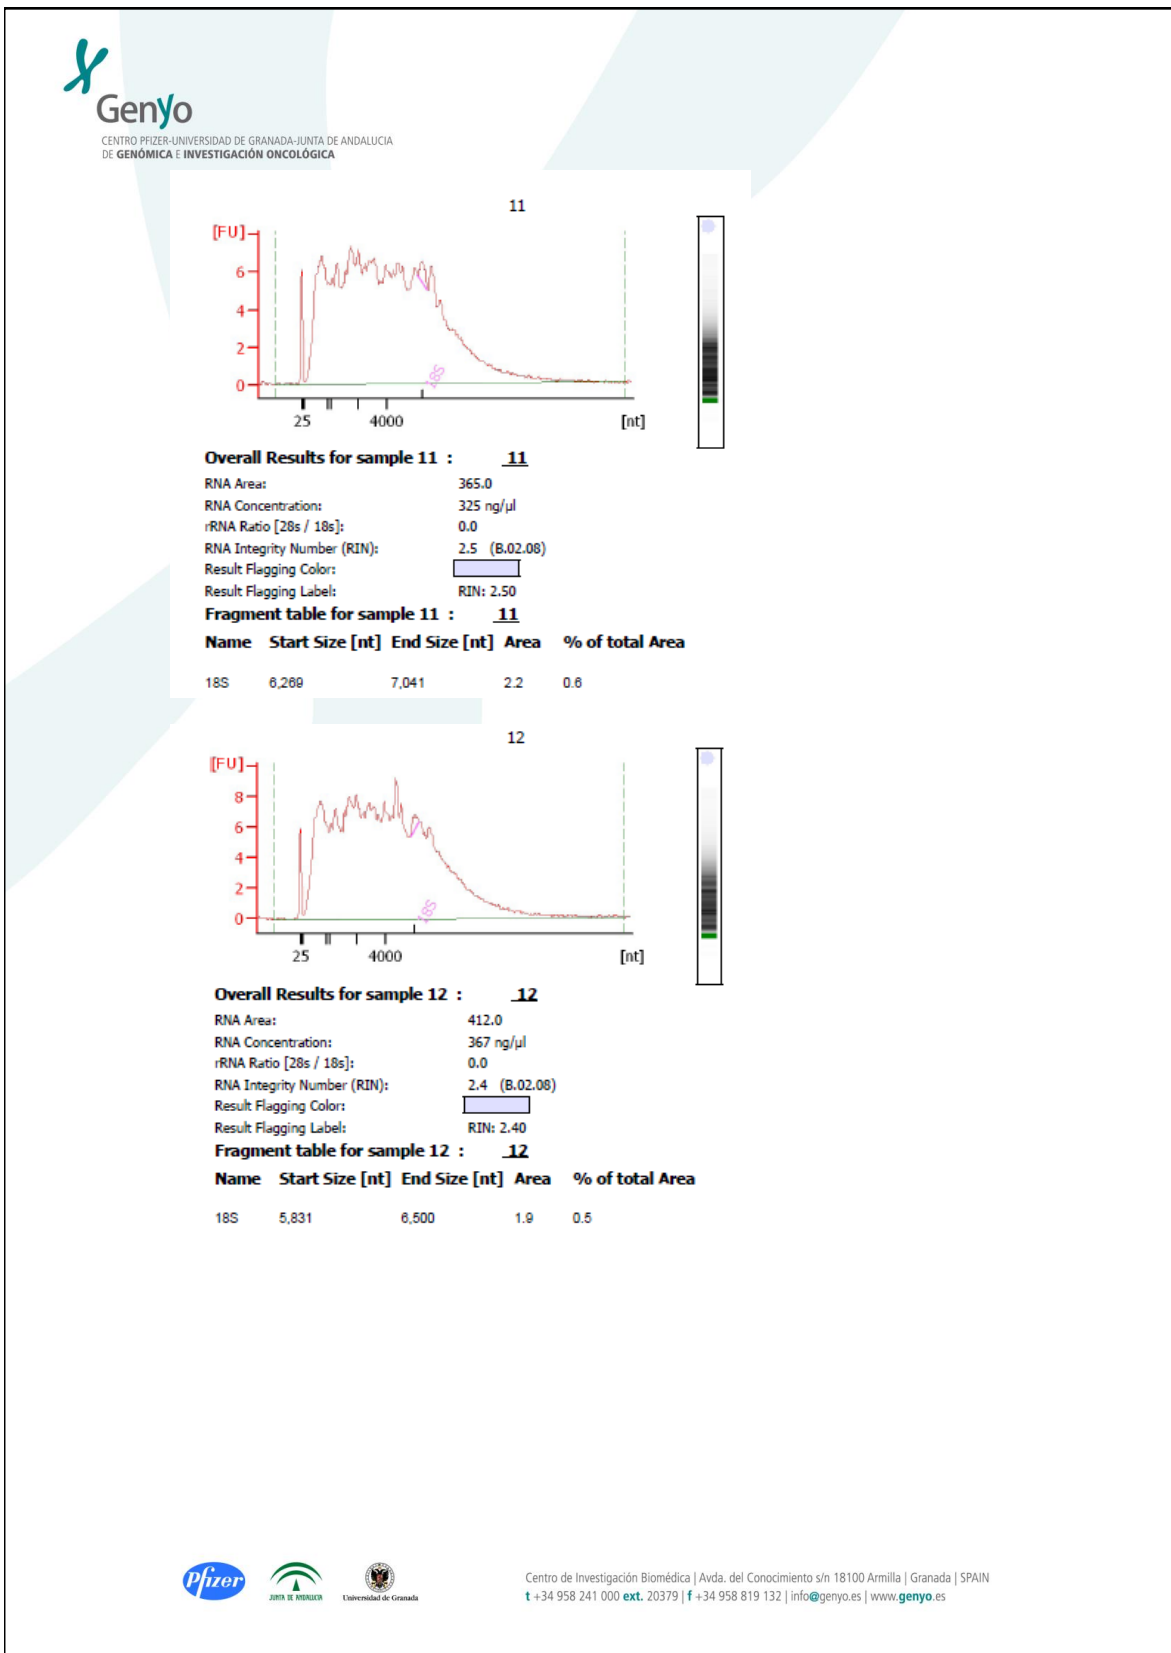 Genyo
CENTRO PFIZER-UNIVERSIDAD DE GRANADA-JUNTA DE ANDALUCIA
DE GENÓMICA E INVESTIGACIÓN ONCOLÓGICA
11
[FU]
6
4
2
0
18S
25 4000 [nt]
Overall Results for sample 11 : 11
RNA Area: 365.0
RNA Concentration: 325 ng/µl
rRNA Ratio [28s / 18s]: 0.0
RNA Integrity Number (RIN): 2.5 (B.02.08)
Result Flagging Color:
Result Flagging Label: RIN: 2.50
Fragment table for sample 11 : 11
Name Start Size [nt] End Size [nt] Area % of total Area
18S 6,269 7,041 2.2 0.6
12
[FU]
8
6
4
2
0
18S
25 4000 [nt]
Overall Results for sample 12 : 12
RNA Area: 412.0
RNA Concentration: 367 ng/µl
rRNA Ratio [28s / 18s]: 0.0
RNA Integrity Number (RIN): 2.4 (B.02.08)
Result Flagging Color:
Result Flagging Label: RIN: 2.40
Fragment table for sample 12 : 12
Name Start Size [nt] End Size [nt] Area % of total Area
18S 5,831 6,500 1.9 0.5
Pfizer
JUNTA DE ANDALUCIA
Universidad de Granada
Centro de Investigación Biomédica | Avda. del Conocimiento s/n 18100 Armilla | Granada | SPAIN
t +34 958 241 000 ext. 20379 | f +34 958 819 132 | info@genyo.es | www.genyo.es